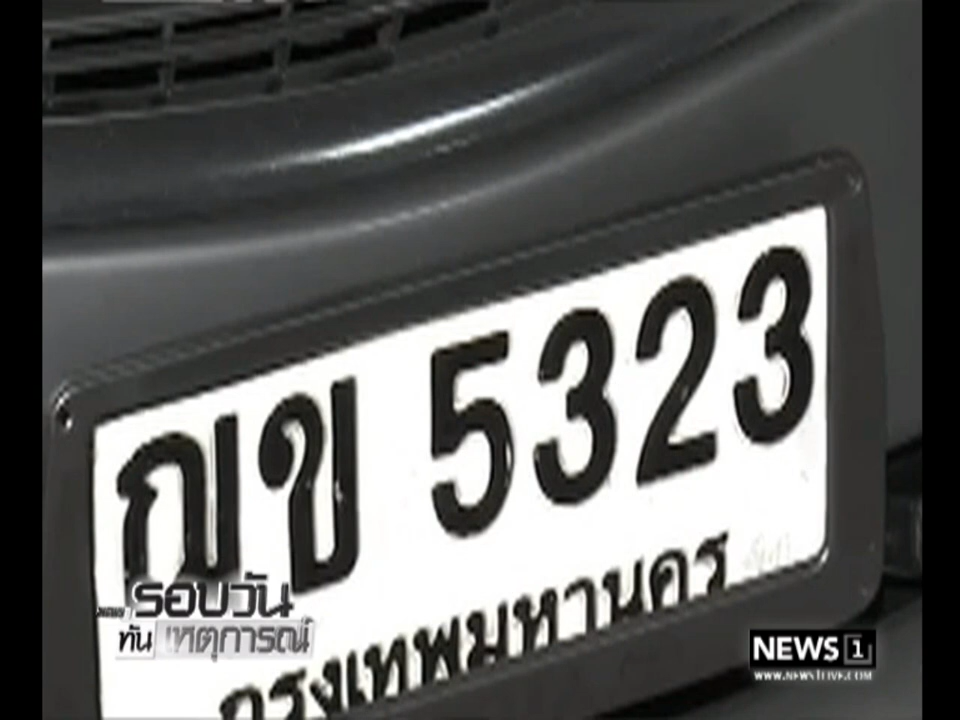 ญข 5323
กรุงเทพมหานคร
รอบวัน
ทัน เหตุการณ์
NEWS 1
WWW.NEWS1LIVE.COM